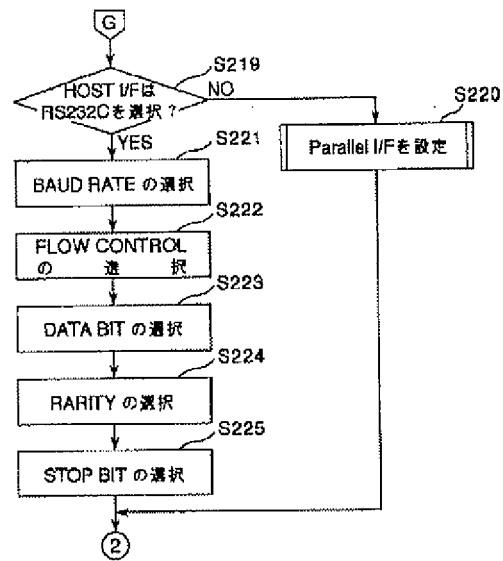 G
S219
HOST I/Fは
RS232Cを選択?
NO
YES
S220
Parallel I/Fを設定
S221
BAUD RATE の選択
S222
FLOW CONTROL
の 選 択
S223
DATA BIT の選択
S224
RARITY の選択
S225
STOP BIT の選択
2